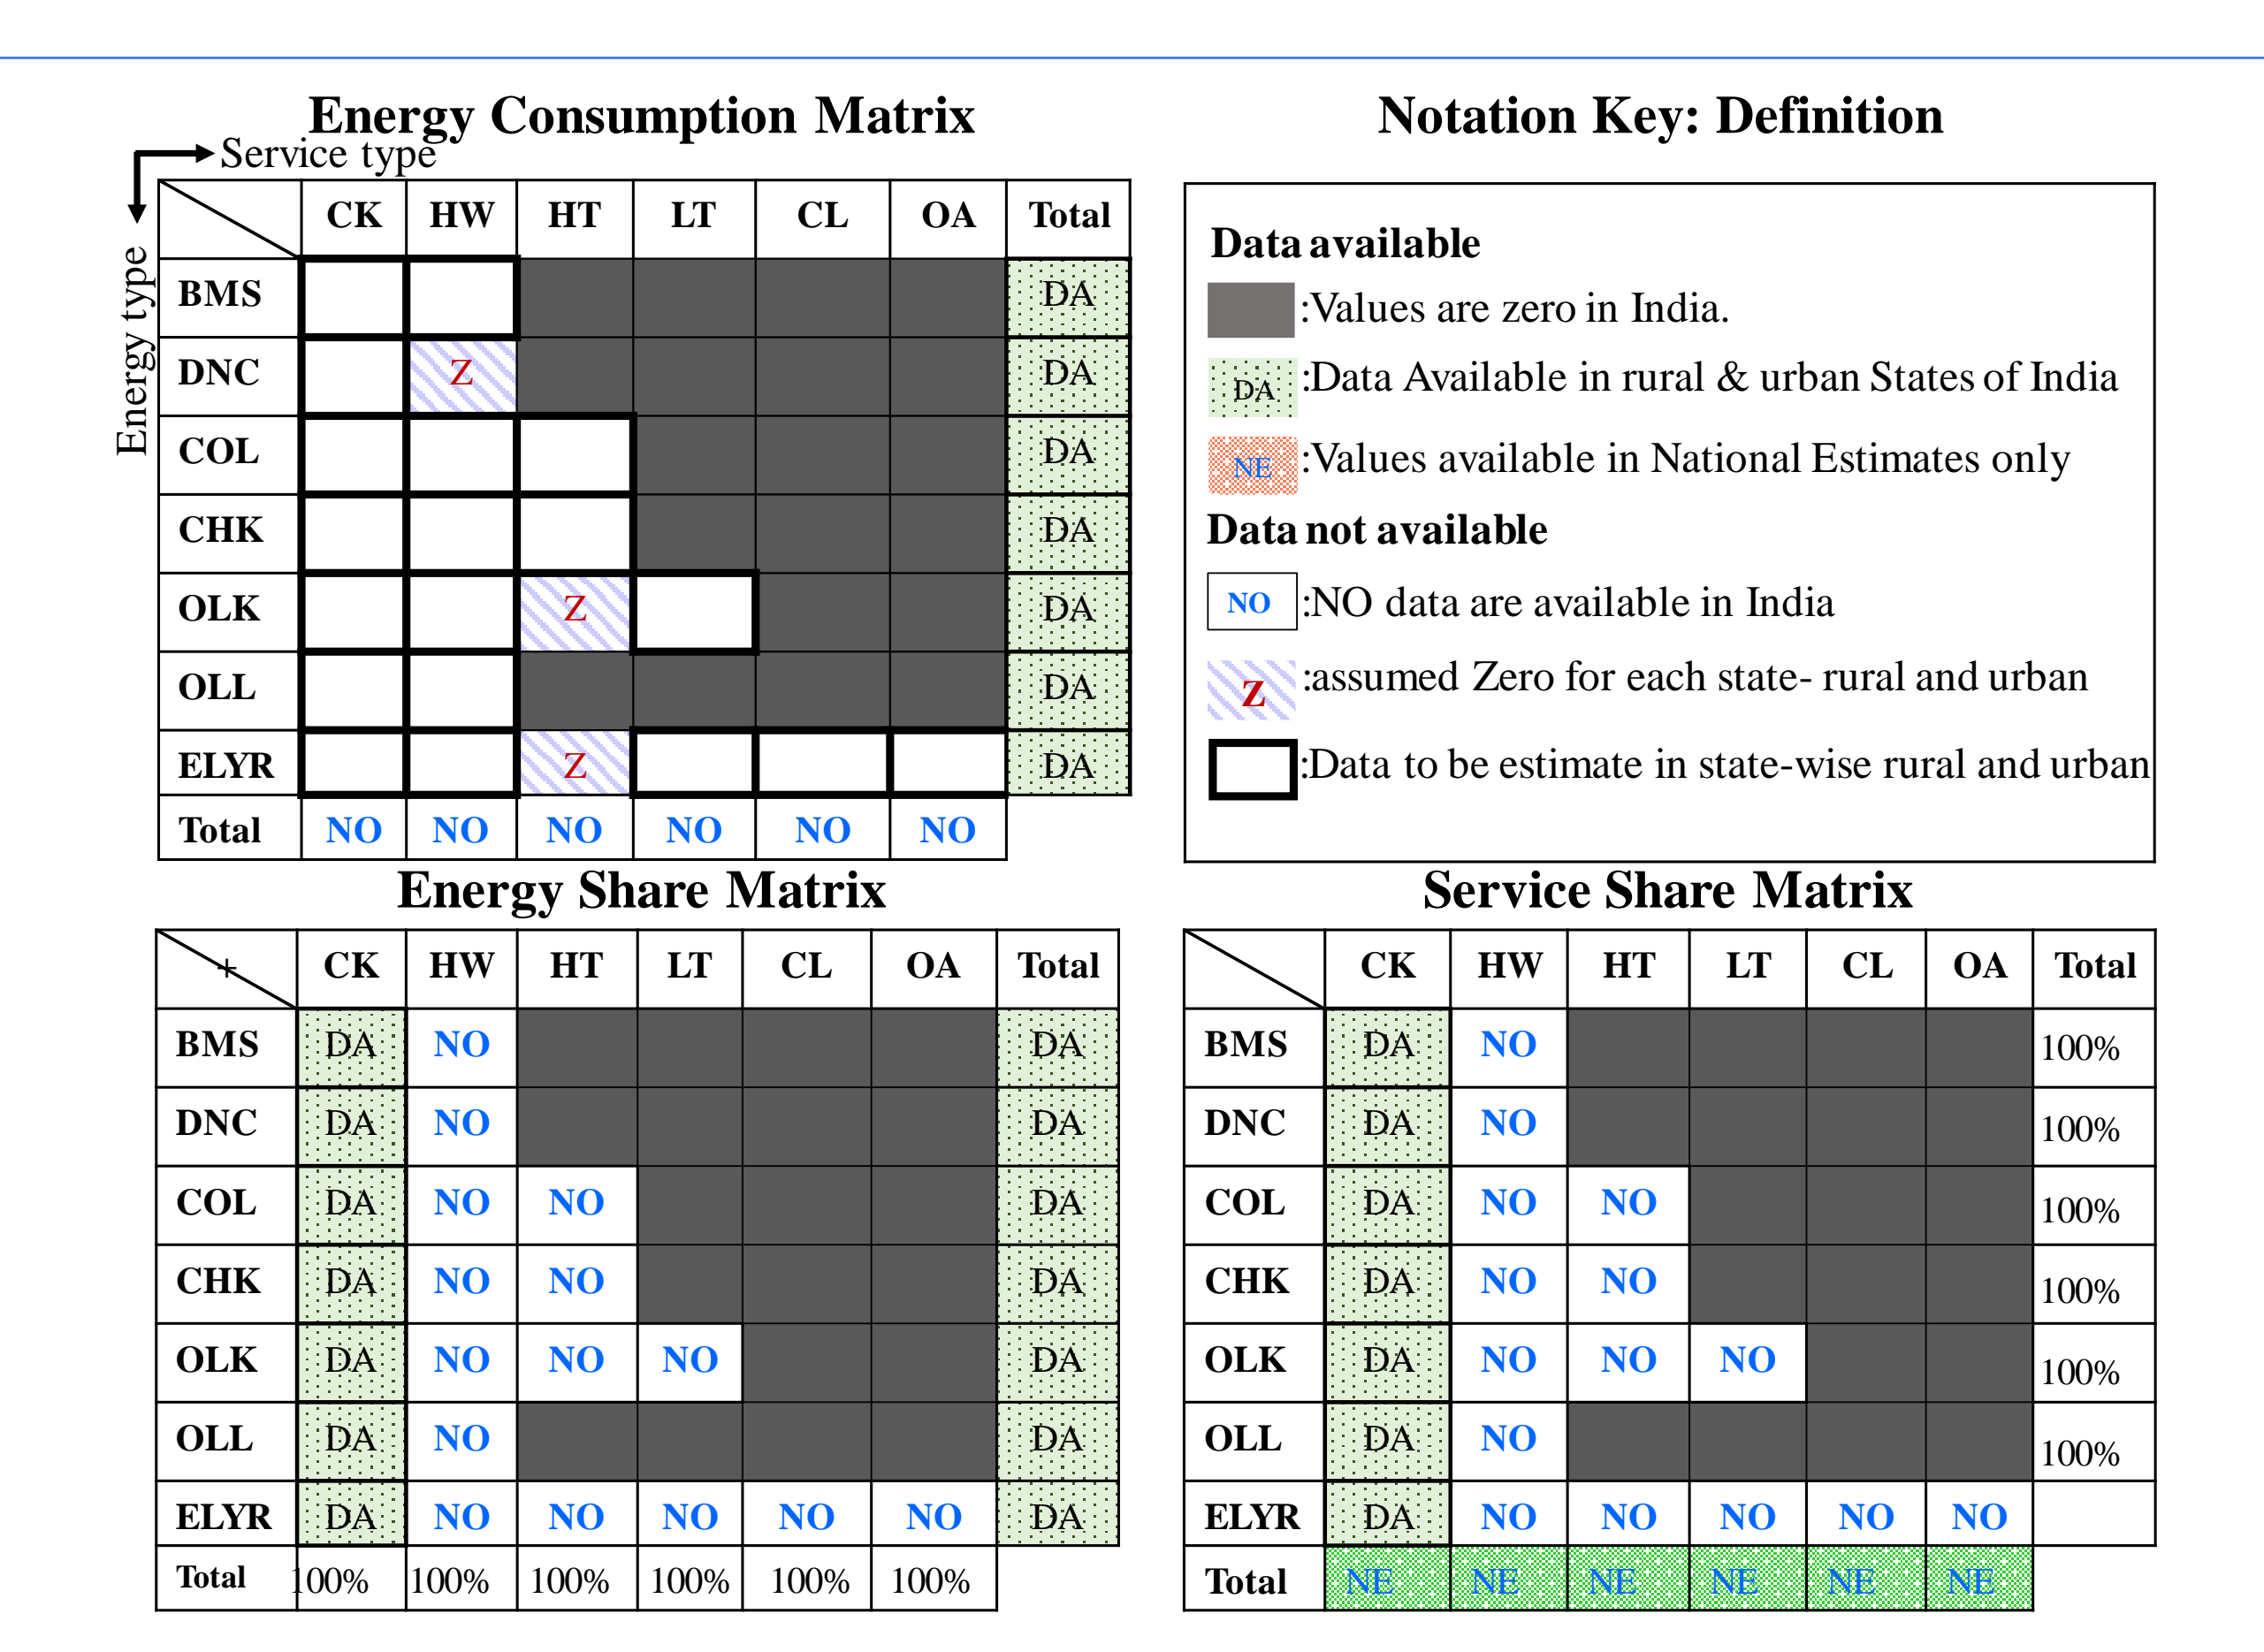 Energy Consumption Matrix
Service type
Energy type
CK HW HT LT CL OA Total
BMS DA
DNC Z DA
COL DA
CHK DA
OLK Z DA
OLL DA
ELYR Z DA
Total NO NO NO NO NO NO
Notation Key: Definition
Data available
:Values are zero in India.
DA :Data Available in rural & urban States of India
NE :Values available in National Estimates only
Data not available
NO :NO data are available in India
Z :assumed Zero for each state- rural and urban
:Data to be estimate in state-wise rural and urban
Energy Share Matrix
+ CK HW HT LT CL OA Total
BMS DA NO DA
DNC DA NO DA
COL DA NO NO DA
CHK DA NO NO DA
OLK DA NO NO NO DA
OLL DA NO DA
ELYR DA NO NO NO NO NO DA
Total 100% 100% 100% 100% 100% 100%
Service Share Matrix
CK HW HT LT CL OA Total
BMS DA NO 100%
DNC DA NO 100%
COL DA NO NO 100%
CHK DA NO NO 100%
OLK DA NO NO NO 100%
OLL DA NO 100%
ELYR DA NO NO NO NO NO
Total NE NE NE NE NE NE